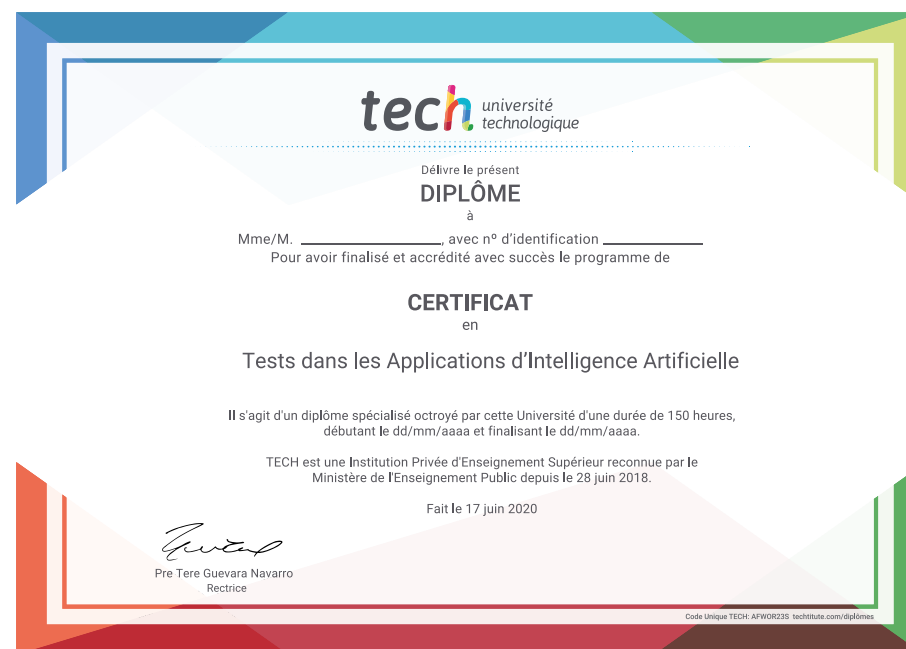 tech université
technologique
Délivre le présent
DIPLÔME
à
Mme/M. ____________________, avec nº d'identification ______________
Pour avoir finalisé et accrédité avec succès le programme de
CERTIFICAT
en
Tests dans les Applications d'Intelligence Artificielle
Il s'agit d'un diplôme spécialisé octroyé par cette Université d'une durée de 150 heures,
débutant le dd/mm/aaaa et finalisant le dd/mm/aaaa.
TECH est une Institution Privée d'Enseignement Supérieur reconnue par le
Ministère de l'Enseignement Public depuis le 28 juin 2018.
Fait le 17 juin 2020
Pre Tere Guevara Navarro
Rectrice
Code Unique TECH: AFWOR23S techtitute.com/diplômes